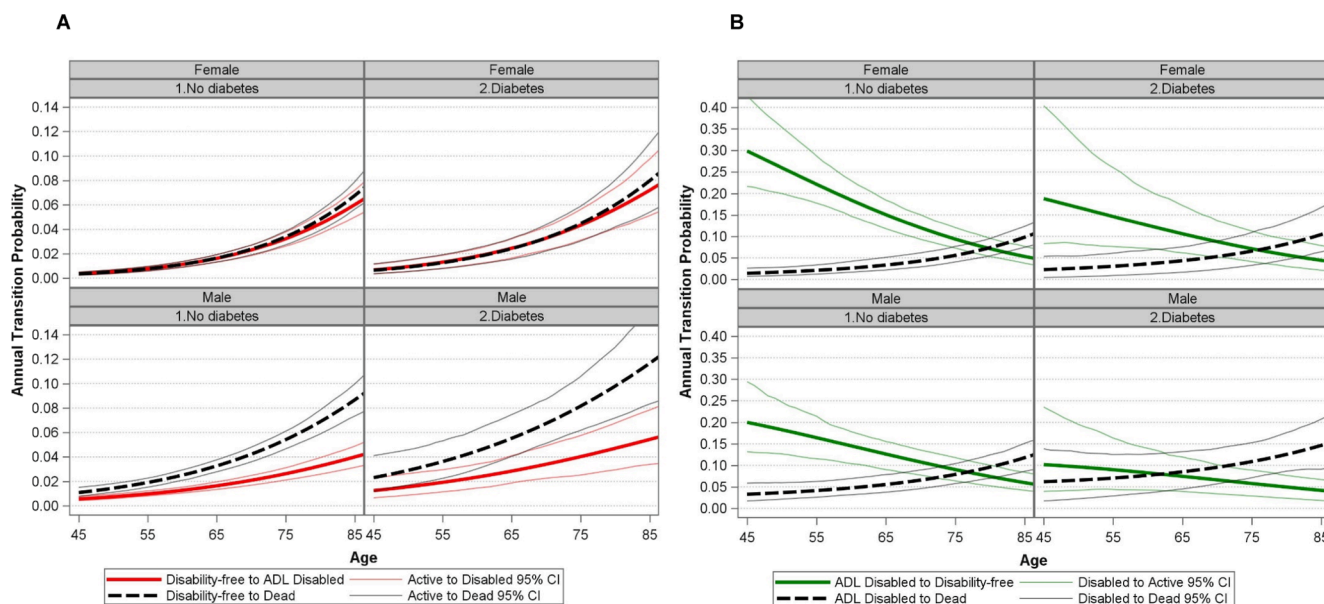 A
B
Female
Female
1.No diabetes
2.Diabetes
0.14
0.12
0.10
0.08
0.06
0.04
0.02
0.00
Annual Transition Probability
Male
Male
1.No diabetes
2.Diabetes
0.14
0.12
0.10
0.08
0.06
0.04
0.02
0.00
Annual Transition Probability
45 55 65 75 85 45 55 65 75 85
Age
Disability-free to ADL Disabled
Active to Disabled 95% CI
Disability-free to Dead
Active to Dead 95% CI
Female
Female
1.No diabetes
2.Diabetes
0.40
0.35
0.30
0.25
0.20
0.15
0.10
0.05
0.00
Annual Transition Probability
Male
Male
1.No diabetes
2.Diabetes
0.40
0.35
0.30
0.25
0.20
0.15
0.10
0.05
0.00
Annual Transition Probability
45 55 65 75 85 45 55 65 75 85
Age
ADL Disabled to Disability-free
Disabled to Active 95% CI
ADL Disabled to Dead
Disabled to Dead 95% CI